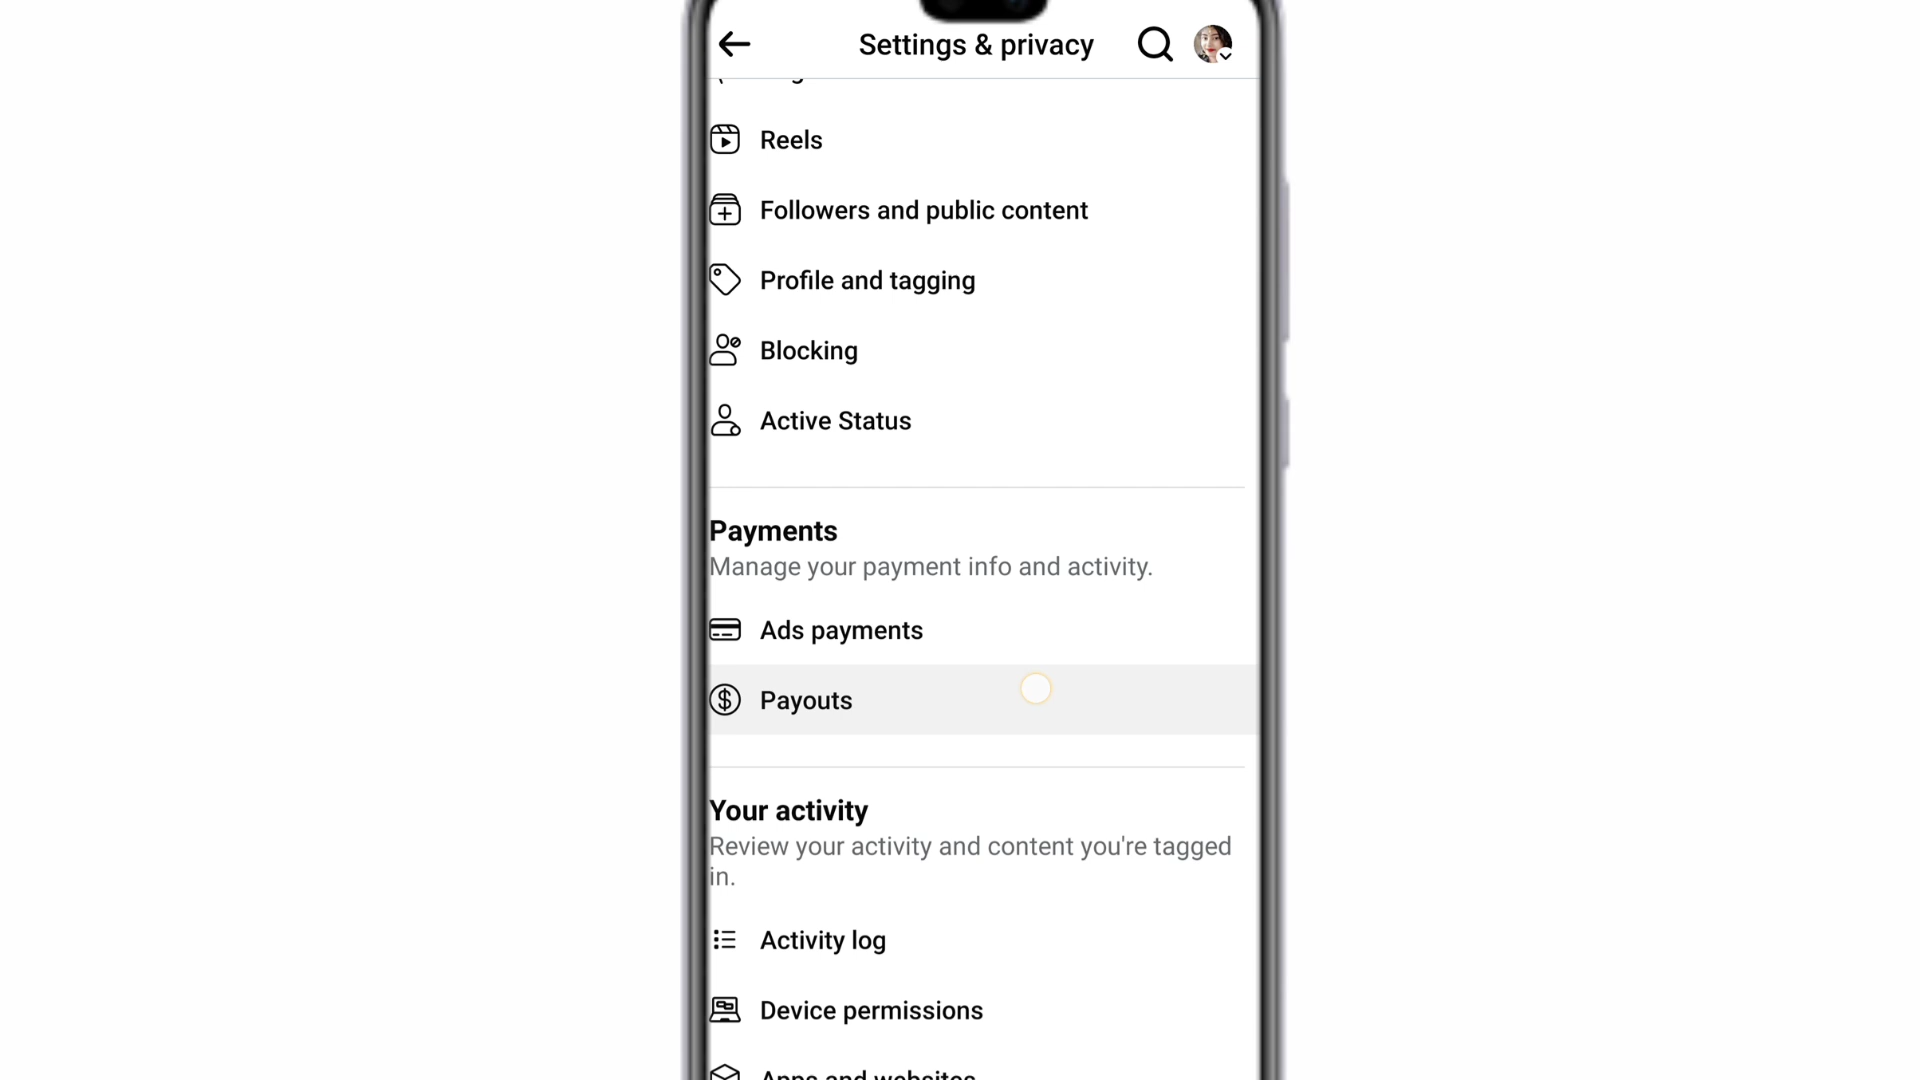 Settings & privacy
Reels
Followers and public content
Profile and tagging
Blocking
Active Status
Payments
Manage your payment info and activity.
Ads payments
Payouts
Your activity
Review your activity and content you're tagged
in.
Activity log
Device permissions
Apps and websites